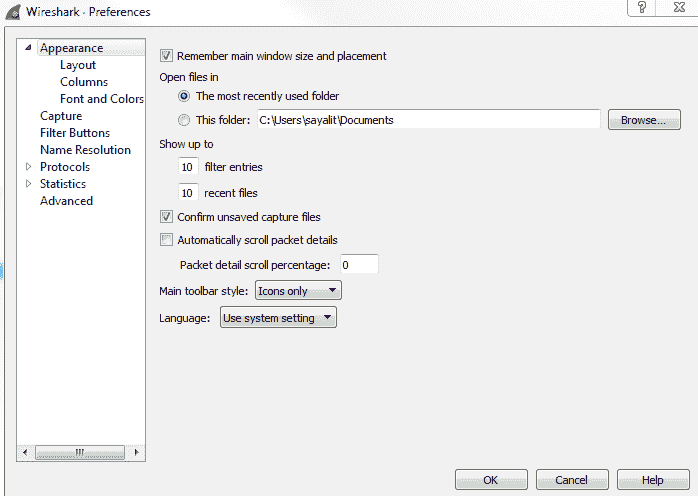 Wireshark · Preferences
Appearance
Layout
Columns
Font and Colors
Capture
Filter Buttons
Name Resolution
Protocols
Statistics
Advanced
Remember main window size and placement
Open files in
The most recently used folder
This folder: C:\Users\sayalit\Documents Browse...
Show up to
10 filter entries
10 recent files
Confirm unsaved capture files
Automatically scroll packet details
Packet detail scroll percentage: 0
Main toolbar style: Icons only
Language: Use system setting
OK Cancel Help